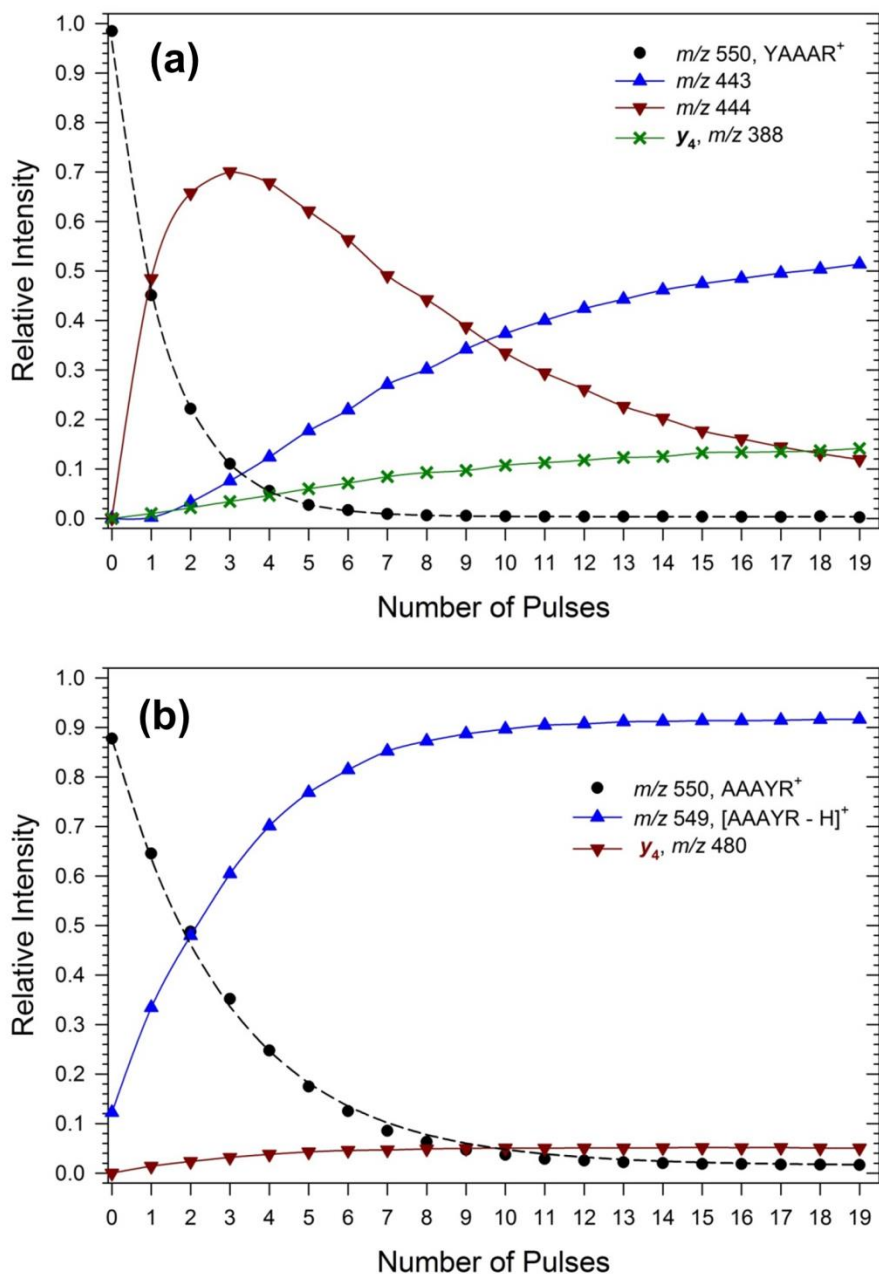 (a)
m/z 550, YAAAR+
m/z 443
m/z 444
y4, m/z 388
1.0
0.9
0.8
0.7
0.6
0.5
0.4
0.3
0.2
0.1
0.0
Relative Intensity
0 1 2 3 4 5 6 7 8 9 10 11 12 13 14 15 16 17 18 19
Number of Pulses
(b)
m/z 550, AAAYR+
m/z 549, [AAAYR - H]+
y4, m/z 480
1.0
0.9
0.8
0.7
0.6
0.5
0.4
0.3
0.2
0.1
0.0
Relative Intensity
0 1 2 3 4 5 6 7 8 9 10 11 12 13 14 15 16 17 18 19
Number of Pulses